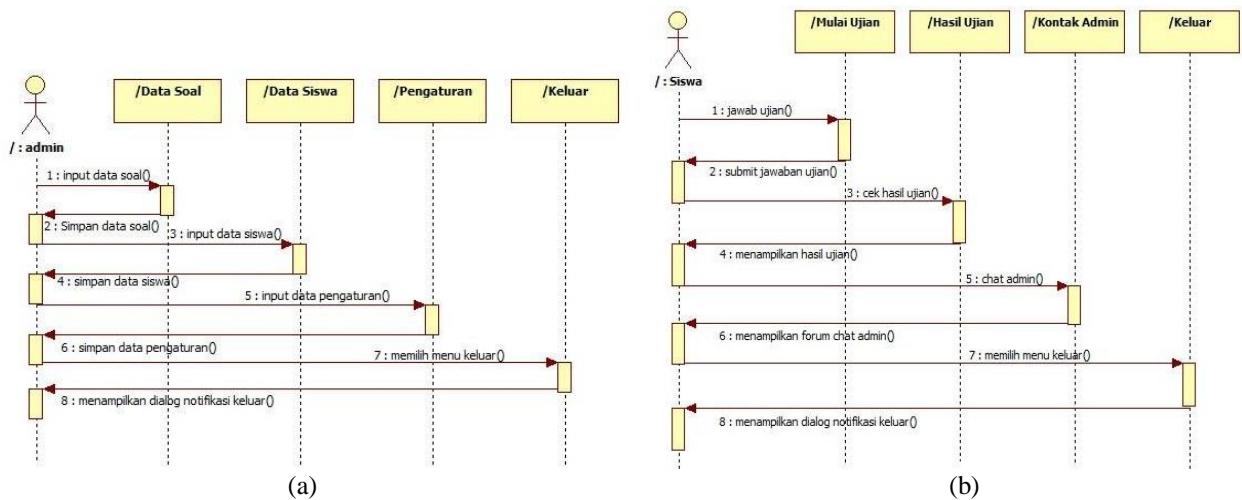 /Data Soal
/Data Siswa
/Pengaturan
/Keluar
/ : admin
1 : input data soal()
2 : Simpan data soal()
3 : input data siswa()
4 : simpan data siswa()
5 : input data pengaturan()
6 : simpan data pengaturan()
7 : memilih menu keluar()
8 : menampilkan dialog notifikasi keluar()
(a)
/Mulai Ujian
/Hasil Ujian
/Kontak Admin
/Keluar
/ : Siswa
1 : jawab ujian()
2 : submit jawaban ujian()
3 : cek hasil ujian()
4 : menampilkan hasil ujian()
5 : chat admin()
6 : menampilkan forum chat admin()
7 : memilih menu keluar()
8 : menampilkan dialog notifikasi keluar()
(b)